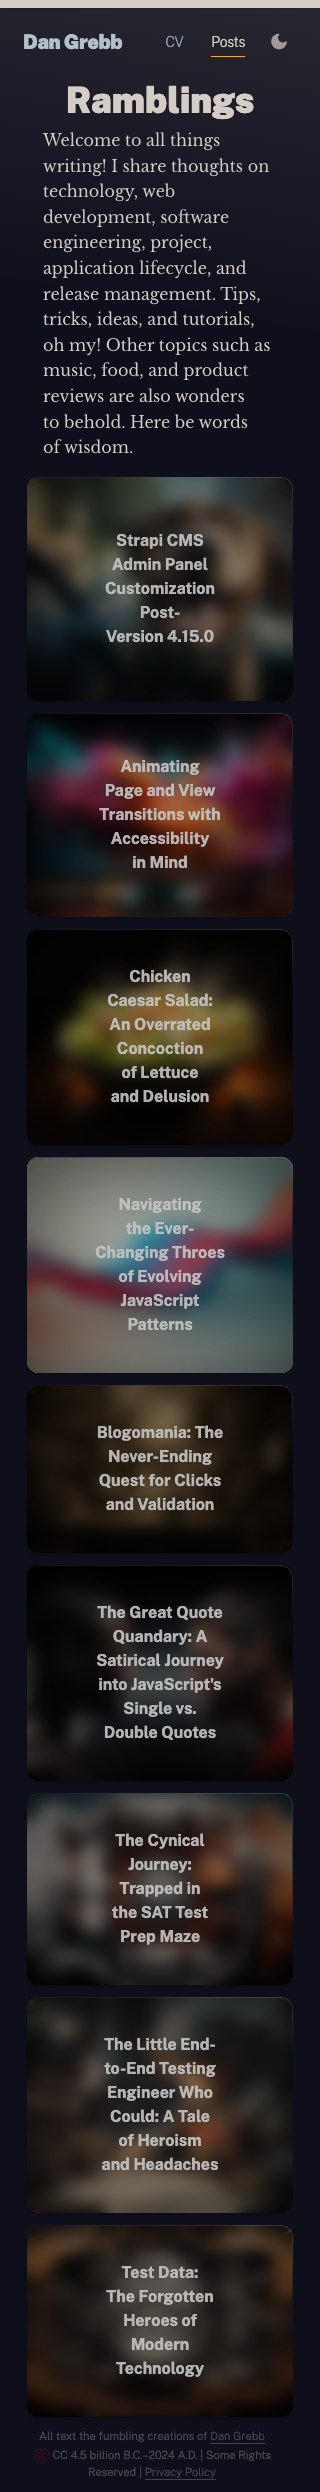 Dan Grebb CV Posts
Ramblings
Welcome to all things
writing! I share thoughts on
technology, web
development, software
engineering, project,
application lifecycle, and
release management. Tips,
tricks, ideas, and tutorials,
oh my! Other topics such as
music, food, and product
reviews are also wonders
to behold. Here be words
of wisdom.
Strapi CMS
Admin Panel
Customization
Post-
Version 4.15.0
Animating
Page and View
Transitions with
Accessibility
in Mind
Chicken
Caesar Salad:
An Overrated
Concoction
of Lettuce
and Delusion
Navigating
the Ever-
Changing Throes
of Evolving
JavaScript
Patterns
Blogomania: The
Never-Ending
Quest for Clicks
and Validation
The Great Quote
Quandary: A
Satirical Journey
into JavaScript's
Single vs.
Double Quotes
The Cynical
Journey:
Trapped in
the SAT Test
Prep Maze
The Little End-
to-End Testing
Engineer Who
Could: A Tale
of Heroism
and Headaches
Test Data:
The Forgotten
Heroes of
Modern
Technology
All text the fumbling creations of Dan Grebb
CC 4.5 billion B.C.–2024 A.D. | Some Rights
Reserved | Privacy Policy